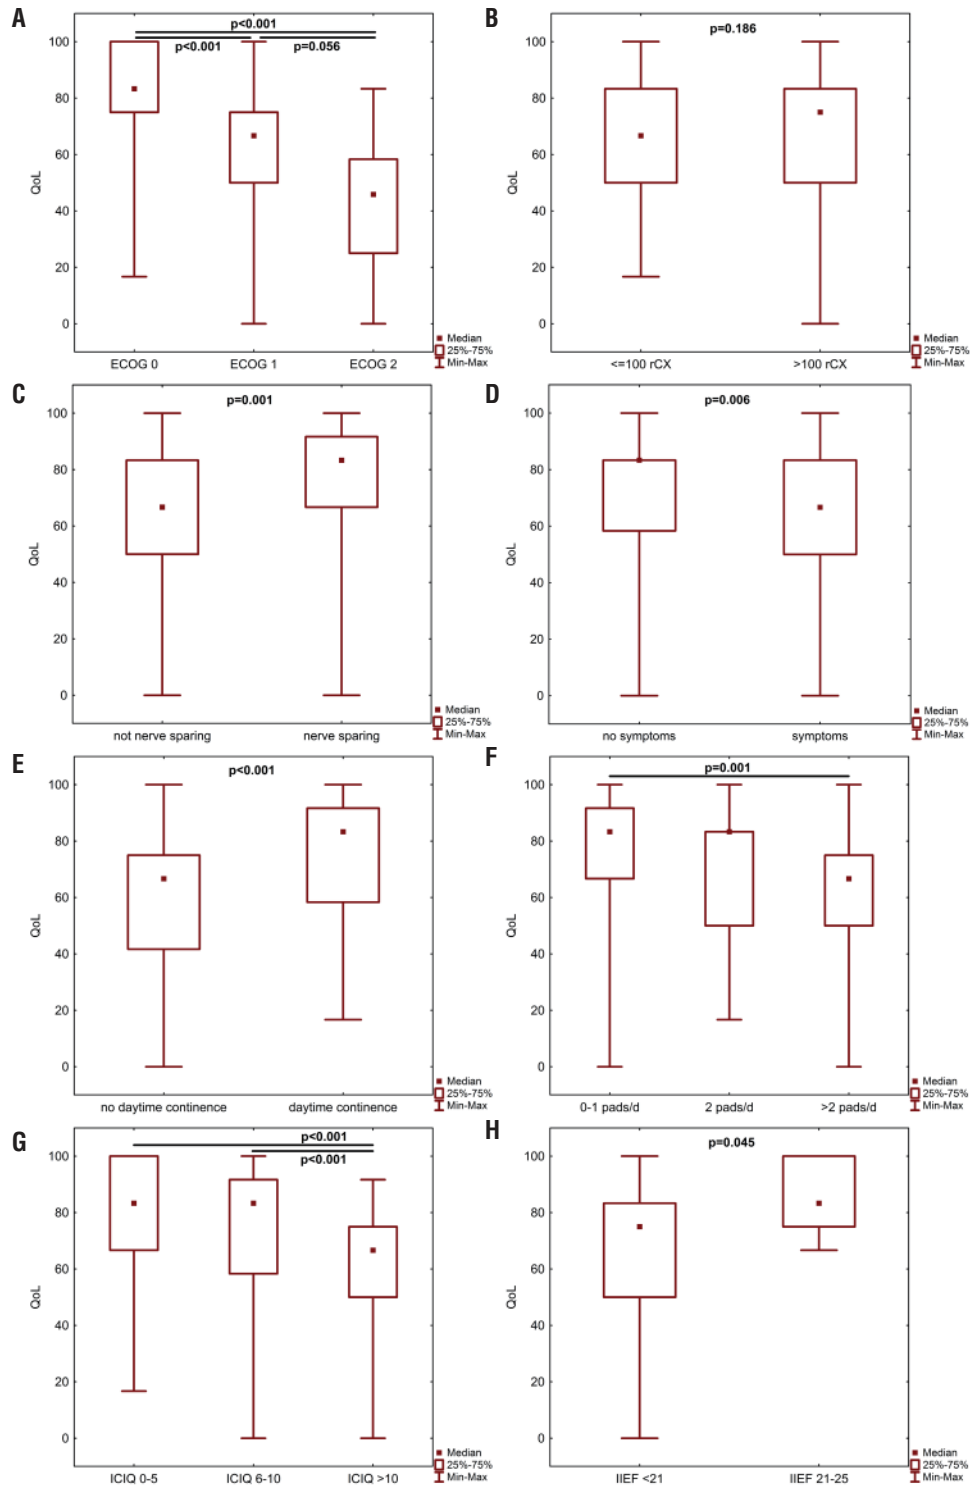 A
p<0.001
p<0.001
p=0.056
100
80
60
40
20
0
QoL
ECOG 0
ECOG 1
ECOG 2
Median
25%-75%
Min-Max
B
p=0.186
100
80
60
40
20
0
QoL
<=100 rCX
>100 rCX
Median
25%-75%
Min-Max
C
p=0.001
100
80
60
40
20
0
QoL
not nerve sparing
nerve sparing
Median
25%-75%
Min-Max
D
p=0.006
100
80
60
40
20
0
QoL
no symptoms
symptoms
Median
25%-75%
Min-Max
E
p<0.001
100
80
60
40
20
0
QoL
no daytime continence
daytime continence
Median
25%-75%
Min-Max
F
p=0.001
100
80
60
40
20
0
QoL
0-1 pads/d
2 pads/d
>2 pads/d
Median
25%-75%
Min-Max
G
p<0.001
p<0.001
100
80
60
40
20
0
QoL
ICIQ 0-5
ICIQ 6-10
ICIQ >10
Median
25%-75%
Min-Max
H
p=0.045
100
80
60
40
20
0
QoL
IIEF <21
IIEF 21-25
Median
25%-75%
Min-Max